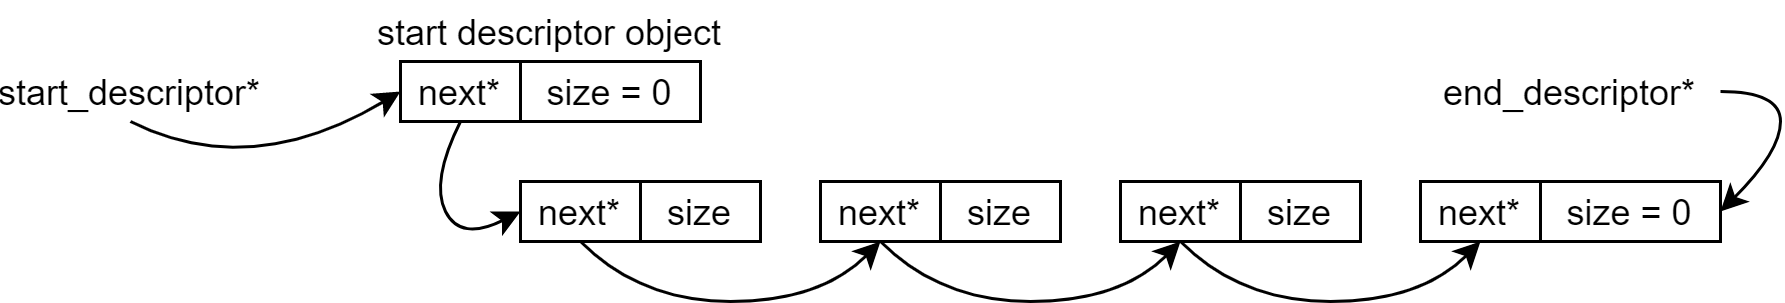 start descriptor object
start_descriptor*
next* size = 0
end_descriptor*
next* size
next* size
next* size
next* size = 0